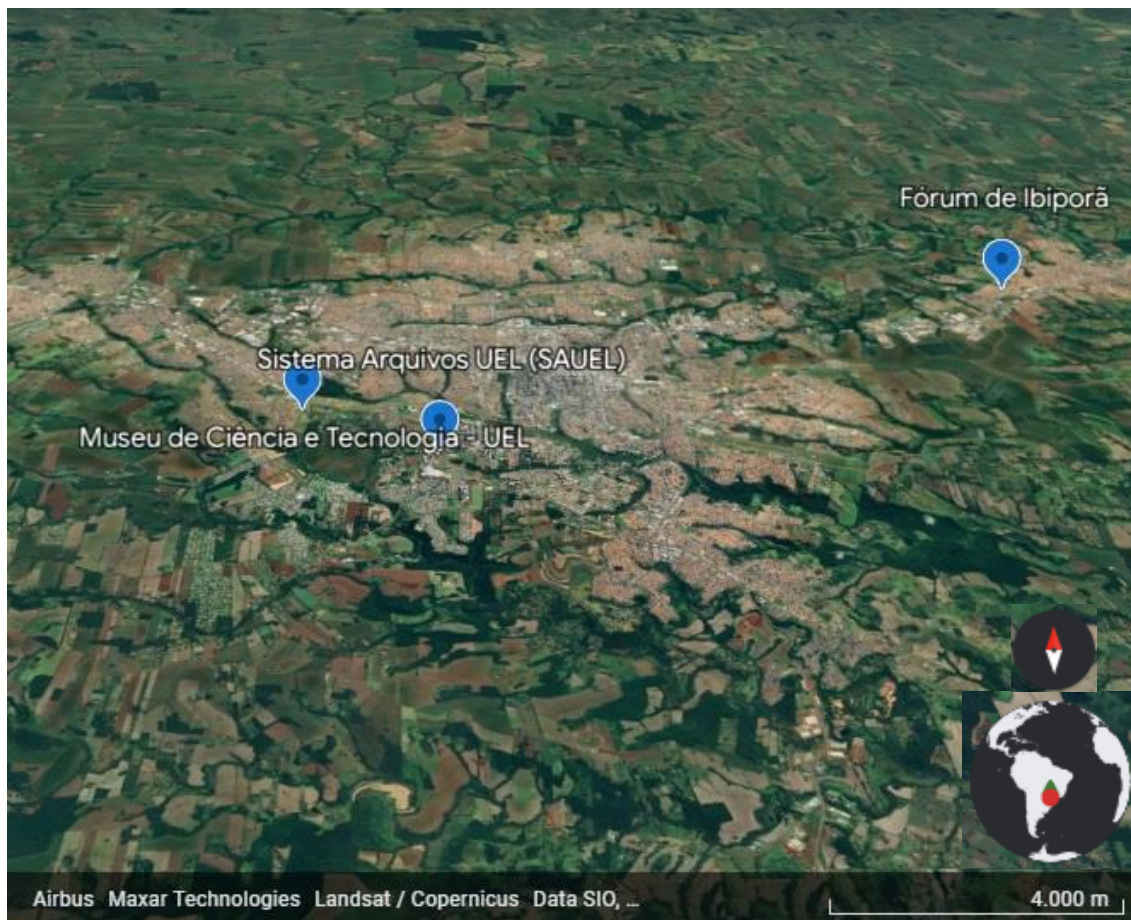 Fórum de Ibiporã
Sistema Arquivos UEL (SAUEL)
Museu de Ciência e Tecnologia - UEL
Airbus Maxar Technologies Landsat / Copernicus Data SIO, ...
4.000 m